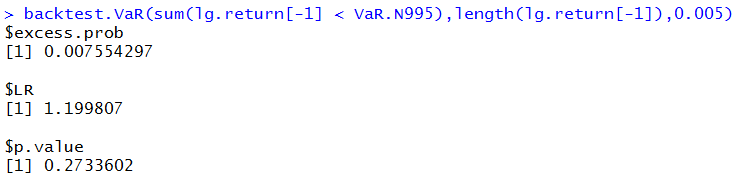 > backtest.VaR(sum(lg.return[-1] < VaR.N995),length(lg.return[-1]),0.005)
$excess.prob
[1] 0.007554297
$LR
[1] 1.199807
$p.value
[1] 0.2733602